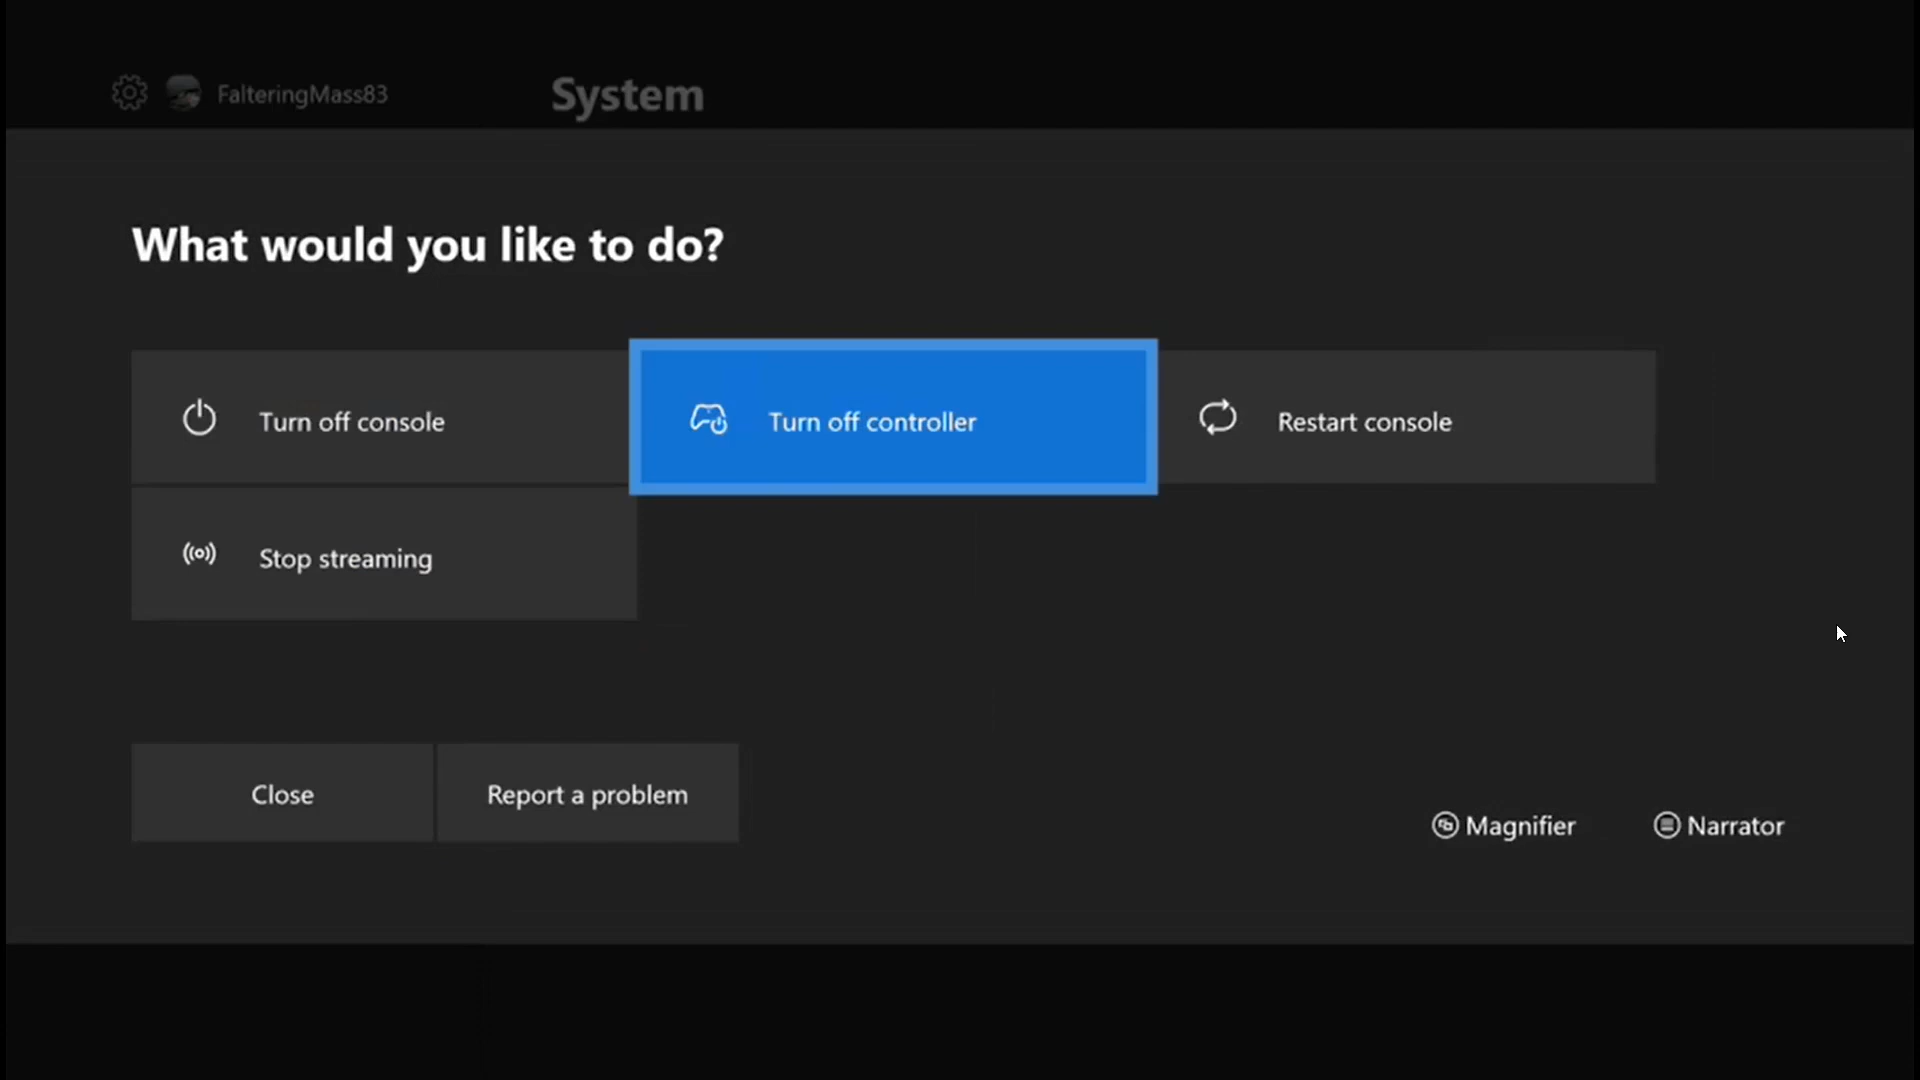 FalteringMass83
System
What would you like to do?
Turn off console
Turn off controller
Restart console
Stop streaming
Close
Report a problem
Magnifier
Narrator